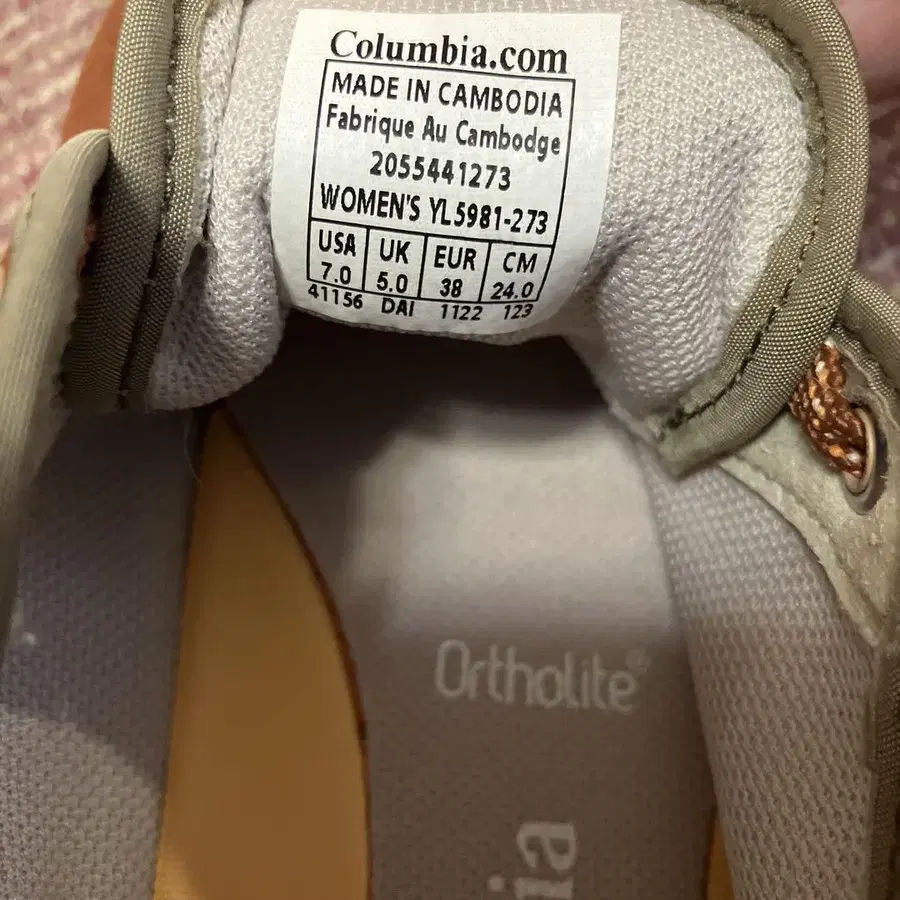 Columbia.com
MADE IN CAMBODIA
Fabrique Au Cambodge
2055441273
WOMEN'S YL5981-273
USA UK EUR CM
7.0 5.0 38 24.0
41156 DAI 1122 123
Ortholite®
ia